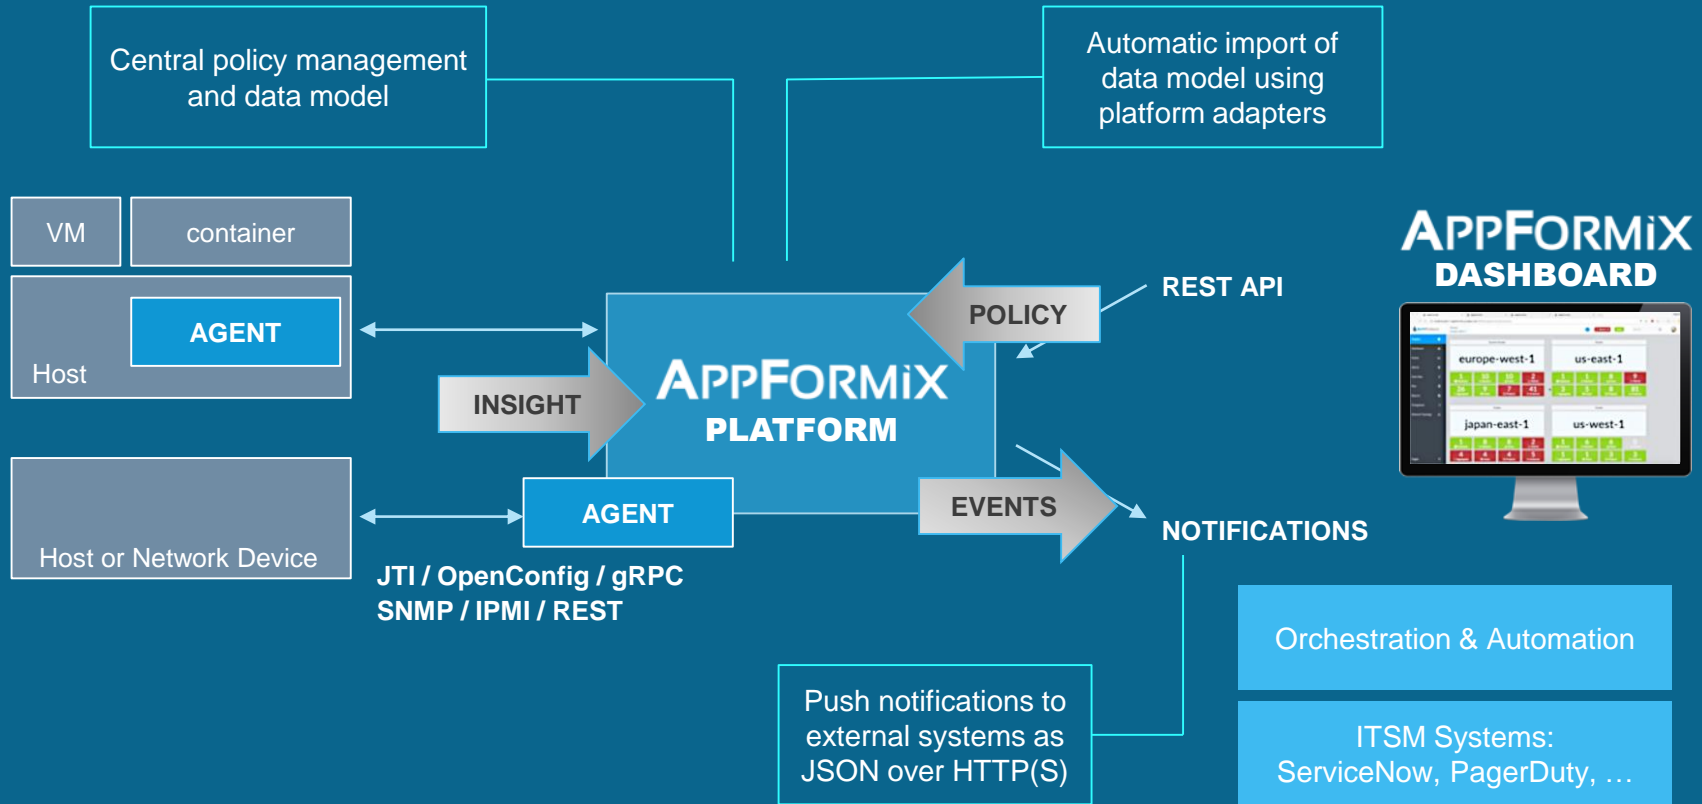 Central policy management
and data model
Automatic import of
data model using
platform adapters
VM
container
AGENT
Host
INSIGHT
APPFORMiX
PLATFORM
POLICY
REST API
APPFORMiX
DASHBOARD
europe-west-1
us-east-1
japan-east-1
us-west-1
Host or Network Device
AGENT
EVENTS
NOTIFICATIONS
JTI / OpenConfig / gRPC
SNMP / IPMI / REST
Push notifications to
external systems as
JSON over HTTP(S)
Orchestration & Automation
ITSM Systems:
ServiceNow, PagerDuty, …